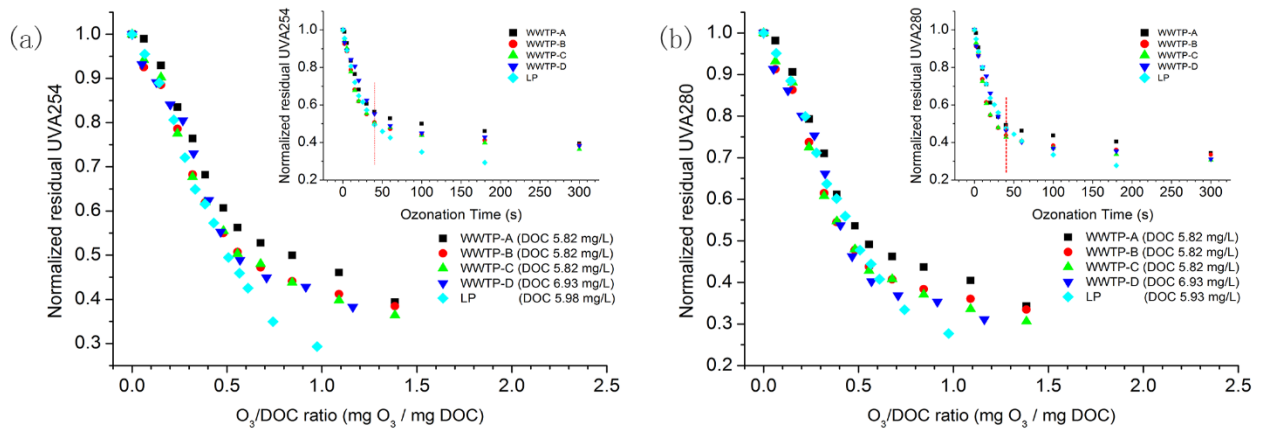 (a)
Normalized residual UVA254
1.0
0.9
0.8
0.7
0.6
0.5
0.4
0.3
0.0
0.5
1.0
1.5
2.0
2.5
O3/DOC ratio (mg O3 / mg DOC)
WWTP-A (DOC 5.82 mg/L)
WWTP-B (DOC 5.82 mg/L)
WWTP-C (DOC 5.82 mg/L)
WWTP-D (DOC 6.93 mg/L)
LP (DOC 5.98 mg/L)
Normalized residual UVA254
1.0
0.8
0.6
0.4
0.2
0
50
100
150
200
250
300
Ozonation Time (s)
WWTP-A
WWTP-B
WWTP-C
WWTP-D
LP
(b)
Normalized residual UVA280
1.0
0.9
0.8
0.7
0.6
0.5
0.4
0.3
0.2
0.0
0.5
1.0
1.5
2.0
2.5
O3/DOC ratio (mg O3 / mg DOC)
WWTP-A (DOC 5.82 mg/L)
WWTP-B (DOC 5.82 mg/L)
WWTP-C (DOC 5.82 mg/L)
WWTP-D (DOC 6.93 mg/L)
LP (DOC 5.93 mg/L)
Normalized residual UVA280
1.0
0.8
0.6
0.4
0.2
0
50
100
150
200
250
300
Ozonation Time (s)
WWTP-A
WWTP-B
WWTP-C
WWTP-D
LP